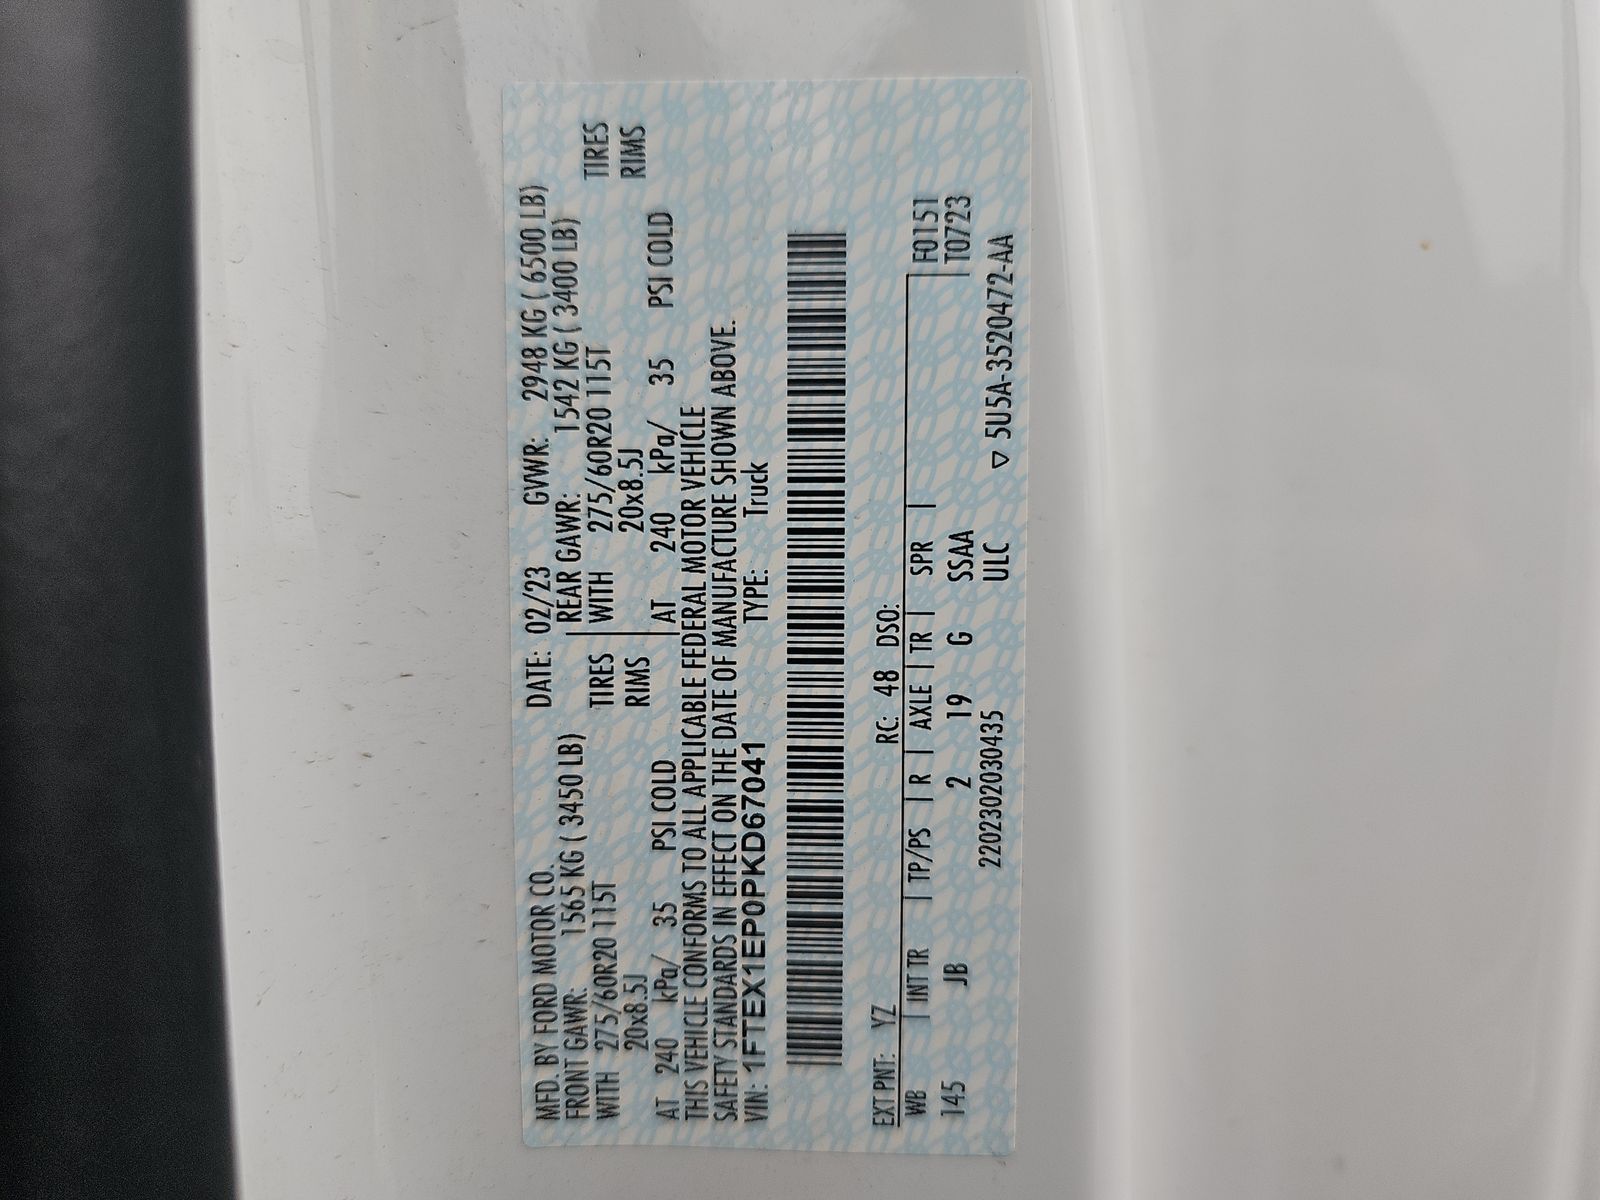 MFD. BY FORD MOTOR CO. DATE: 02/23 GVWR: 2948 KG ( 6500 LB)
FRONT GAWR: 1565 KG ( 3450 LB) REAR GAWR: 1542 KG ( 3400 LB)
WITH 275/60R20 115T TIRES WITH 275/60R20 115T TIRES
20x8.5J RIMS 20x8.5J RIMS
AT 240 kPa/ 35 PSI COLD AT 240 kPa/ 35 PSI COLD
THIS VEHICLE CONFORMS TO ALL APPLICABLE FEDERAL MOTOR VEHICLE
SAFETY STANDARDS IN EFFECT ON THE DATE OF MANUFACTURE SHOWN ABOVE.
VIN: 1FTEX1EP0PKD67041 TYPE: Truck
EXT PNT: YZ RC: 48 DSO:
WB | INT TR | TP/PS | R | AXLE | TR | SPR | F0151
145 JB 2 19 G SSAA T0723
2202302030435 ULC ▽ 5U5A-3520472-AA